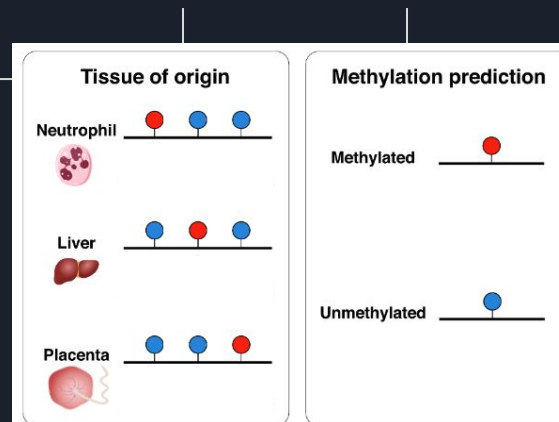 Tissue of origin
Neutrophil
Liver
Placenta
Methylation prediction
Methylated
Unmethylated